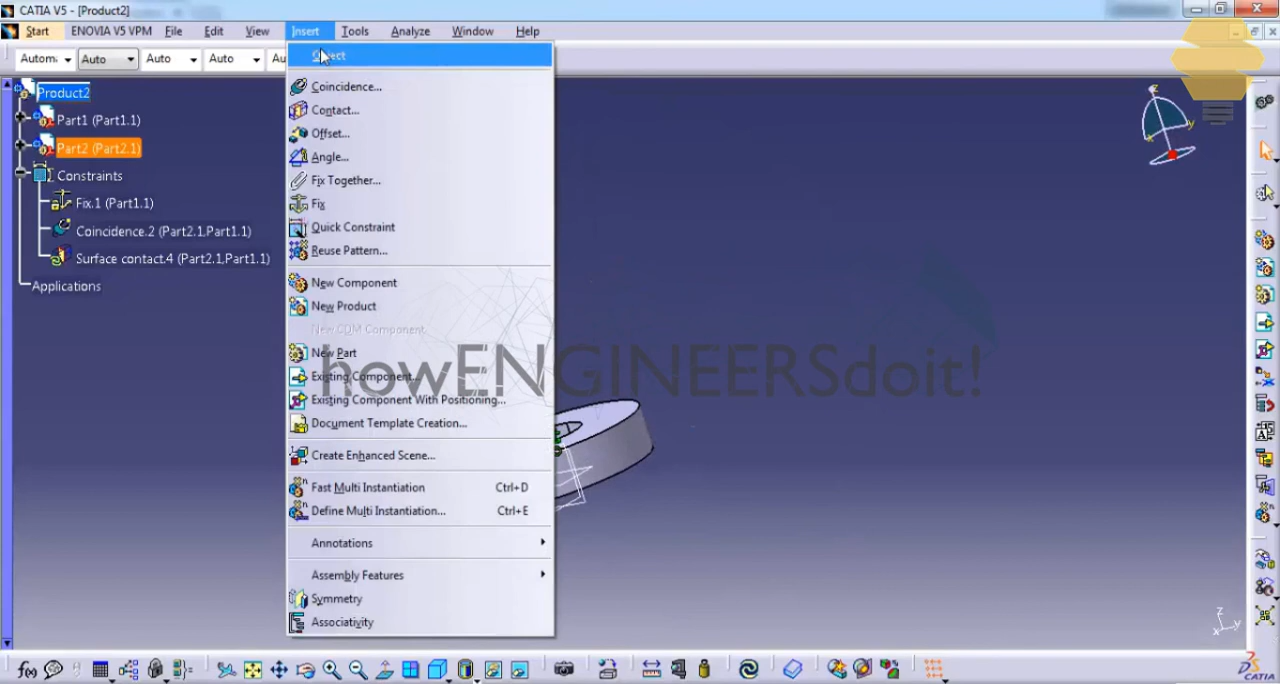 CATIA V5 - [Product2]
Start ENOVIA V5 VPM File Edit View Insert Tools Analyze Window Help
Autom Auto Auto Auto Au
Object
Product2
Part1 (Part1.1)
Part2 (Part2.1)
Constraints
Fix.1 (Part1.1)
Coincidence.2 (Part2.1,Part1.1)
Surface contact.4 (Part2.1,Part1.1)
Applications
Coincidence...
Contact...
Offset...
Angle...
Fix Together...
Fix
Quick Constraint
Reuse Pattern...
New Component
New Product
New CDM Component
New Part
Existing Component...
Existing Component With Positioning...
Document Template Creation...
Create Enhanced Scene...
Fast Multi Instantiation Ctrl+D
Define Multi Instantiation... Ctrl+E
Annotations
Assembly Features
Symmetry
Associativity
howENGINEERSdoit!
z
y
x
z
x y
f(x)
CATIA